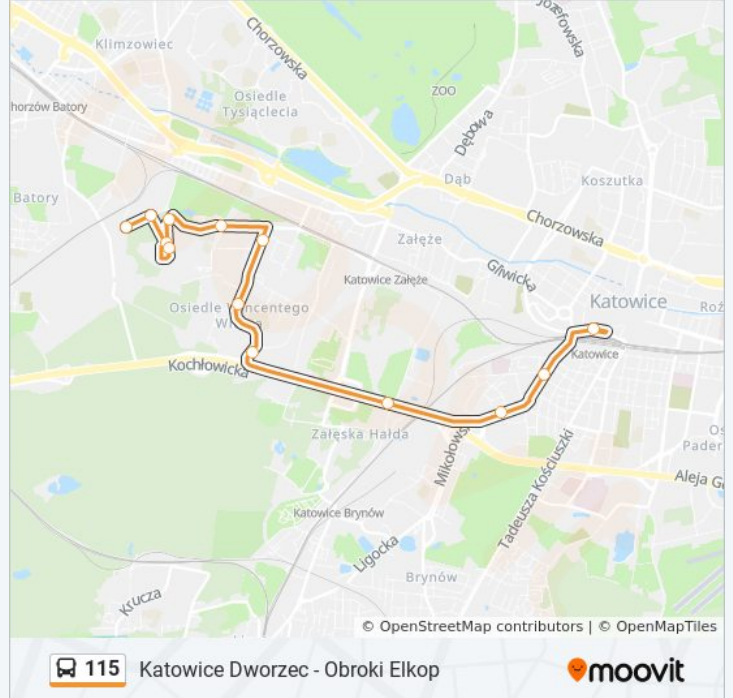 Józefowska
Klimzowiec
Chorzowska
Osiedle
Tysiąclecia
ZOO
horzów Batory
Dębowa
Dąb
Koszutka
Batory
Chorzowska
Załęże
Gliwicka
Katowice Załęże
Katowice
Osiedle Wincentego
Katowice
Kochłowicka
Załęska Hałda
Mikołowska
Pader
Aleja G
Tadeusza Kościuszki
Katowice Brynów
Ligocka
Brynów
Krucza
© OpenStreetMap contributors | © OpenMapTiles
115 Katowice Dworzec - Obroki Elkop moovit